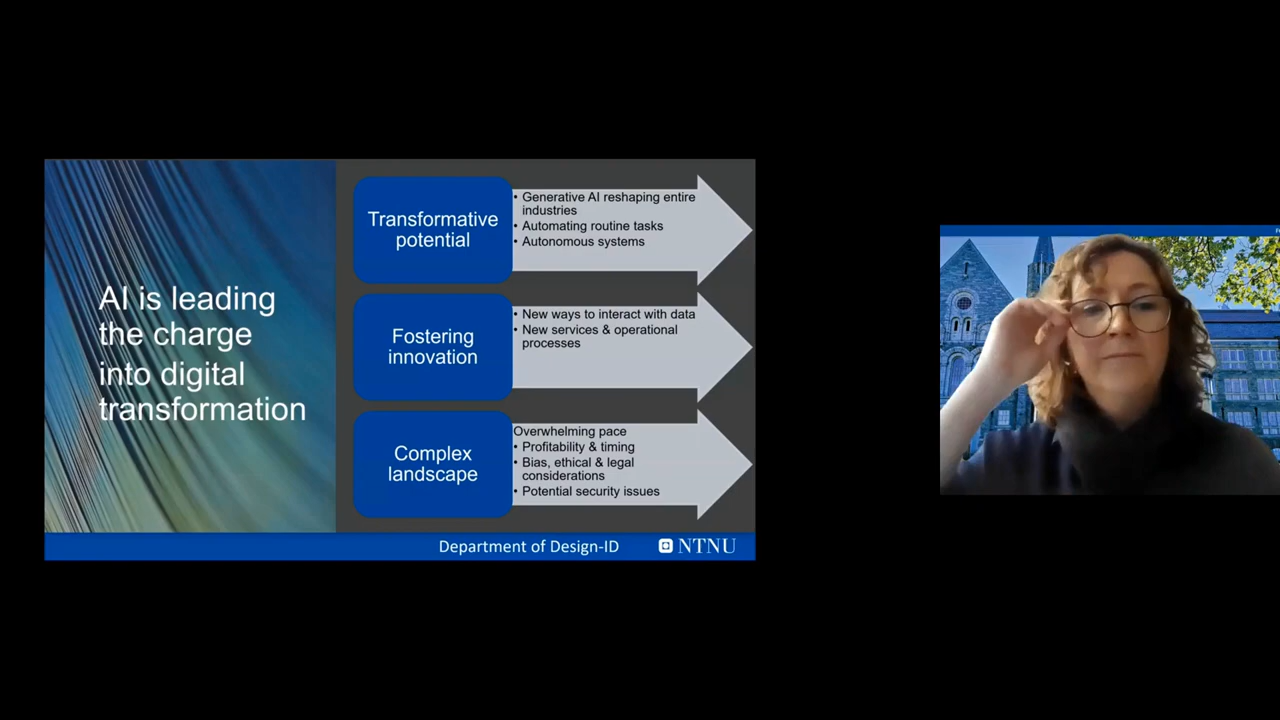 AI is leading
the charge
into digital
transformation
Transformative
potential
• Generative AI reshaping entire
industries
• Automating routine tasks
• Autonomous systems
Fostering
innovation
• New ways to interact with data
• New services & operational
processes
Complex
landscape
Overwhelming pace
• Profitability & timing
• Bias, ethical & legal
considerations
• Potential security issues
Department of Design-ID
NTNU